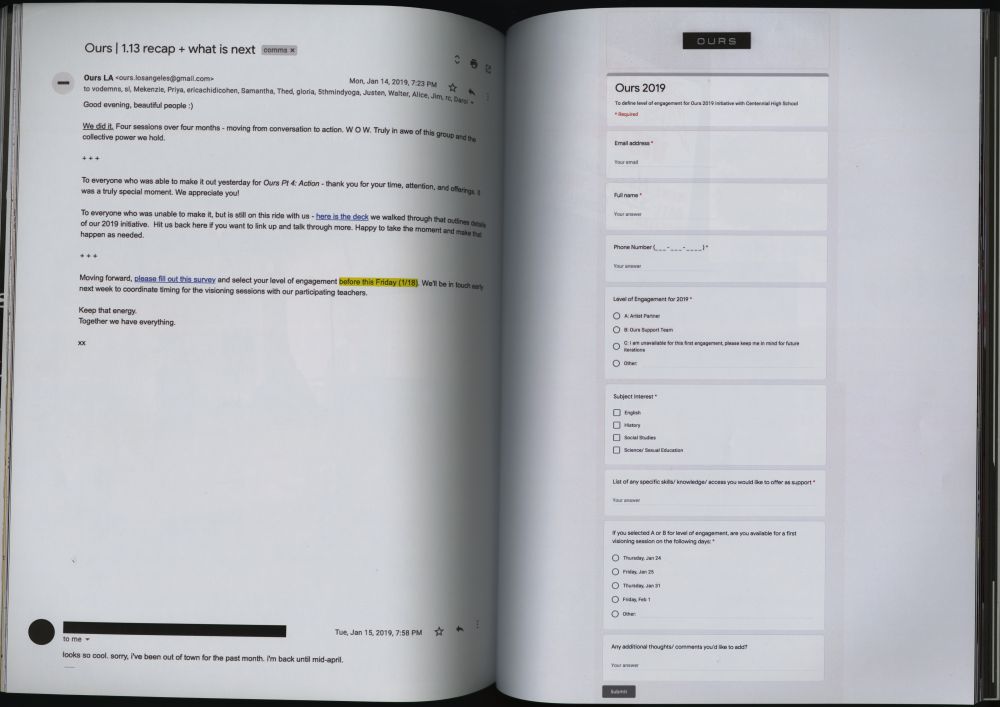 Ours | 1.13 recap + what is next comms ×
Ours LA <ours.losangeles@gmail.com>
Mon, Jan 14, 2019, 7:23 PM
to vodemns, sl, Mekenzie, Priya, ericachidicohen, Samantha, Thed, gloria, 5thmindyoga, Justen, Walter, Alice, Jim, rc,
Good evening, beautiful people :)
We did it. Four sessions over four months - moving from conversation to action. W O W. Truly in awe of this group and the
collective power we hold.
+ + +
To everyone who was able to make it out yesterday for Ours Pt 4: Action - thank you for your time, attention, and offerings. it
was a truly special moment. We appreciate you!
To everyone who was unable to make it, but is still on this ride with us - here is the deck we walked through that outlines details
of our 2019 initiative. Hit us back here if you want to link up and talk through more. Happy to take the moment and make that
happen as needed.
+ + +
Moving forward, please fill out this survey and select your level of engagement before this Friday (1/18). We'll be in touch early
next week to coordinate timing for the visioning sessions with our participating teachers.
Keep that energy.
Together we have everything.
xx
Tue, Jan 15, 2019, 7:58 PM
to me
looks so cool. sorry, i've been out of town for the past month. i'm back until mid-april.
OURS
Ours 2019
To define level of engagement for Ours 2019 Initiative with Centennial High School
* Required
Email address *
Your email
Full name *
Your answer
Phone Number (_ _ _ - _ _ _ - _ _ _ _) *
Your answer
Level of Engagement for 2019 *
A: Artist Partner
B: Ours Support Team
C: I am unavailable for this first engagement, please keep me in mind for future
iterations
Other:
Subject Interest *
English
History
Social Studies
Science/ Sexual Education
List of any specific skills/ knowledge/ access you would like to offer as support *
Your answer
If you selected A or B for level of engagement, are you available for a first
visioning session on the following days: *
Thursday, Jan 24
Friday, Jan 25
Thursday, Jan 31
Friday, Feb 1
Other:
Any additional thoughts/ comments you'd like to add?
Your answer
Submit